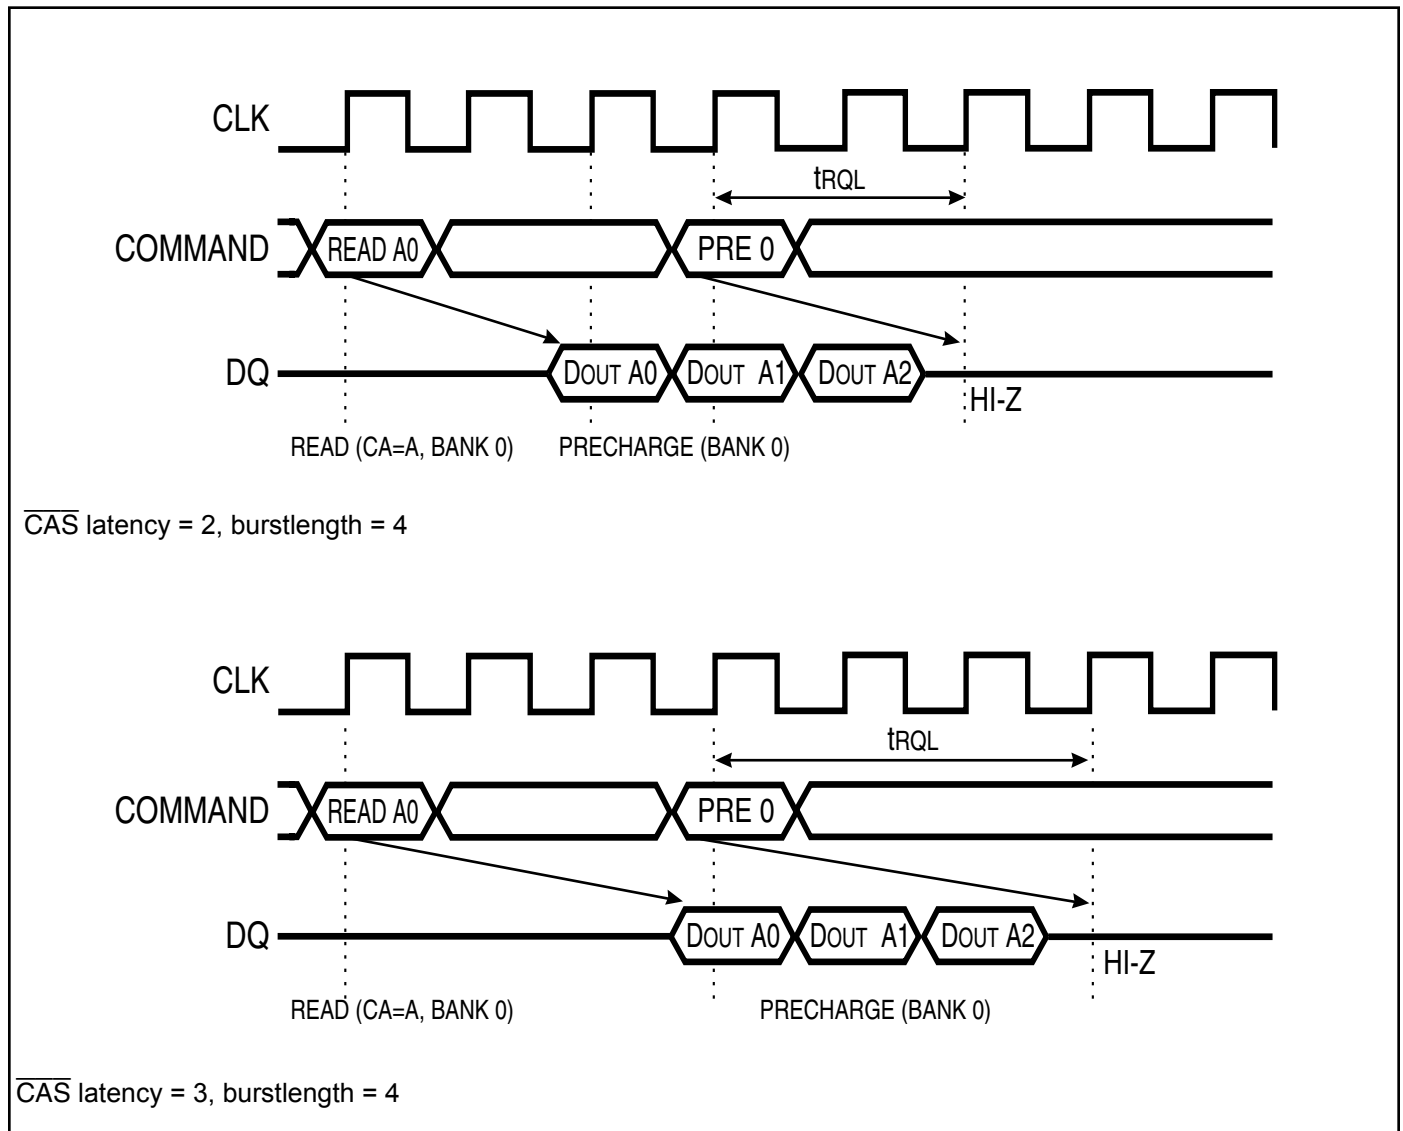 CLK
tRQL
COMMAND READ A0 PRE 0
DQ DOUT A0 DOUT A1 DOUT A2
HI-Z
READ (CA=A, BANK 0) PRECHARGE (BANK 0)
CAS latency = 2, burstlength = 4
CLK
tRQL
COMMAND READ A0 PRE 0
DQ DOUT A0 DOUT A1 DOUT A2
HI-Z
READ (CA=A, BANK 0) PRECHARGE (BANK 0)
CAS latency = 3, burstlength = 4